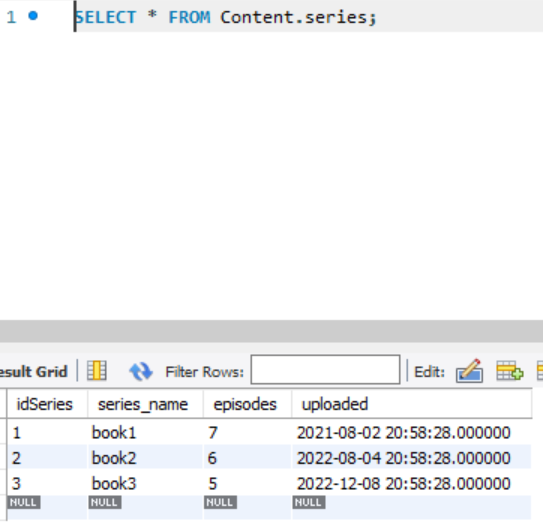 1 SELECT * FROM Content.series;
esult Grid Filter Rows: Edit:
idSeries series_name episodes uploaded
1 book1 7 2021-08-02 20:58:28.000000
2 book2 6 2022-08-04 20:58:28.000000
3 book3 5 2022-12-08 20:58:28.000000
NULL NULL NULL NULL